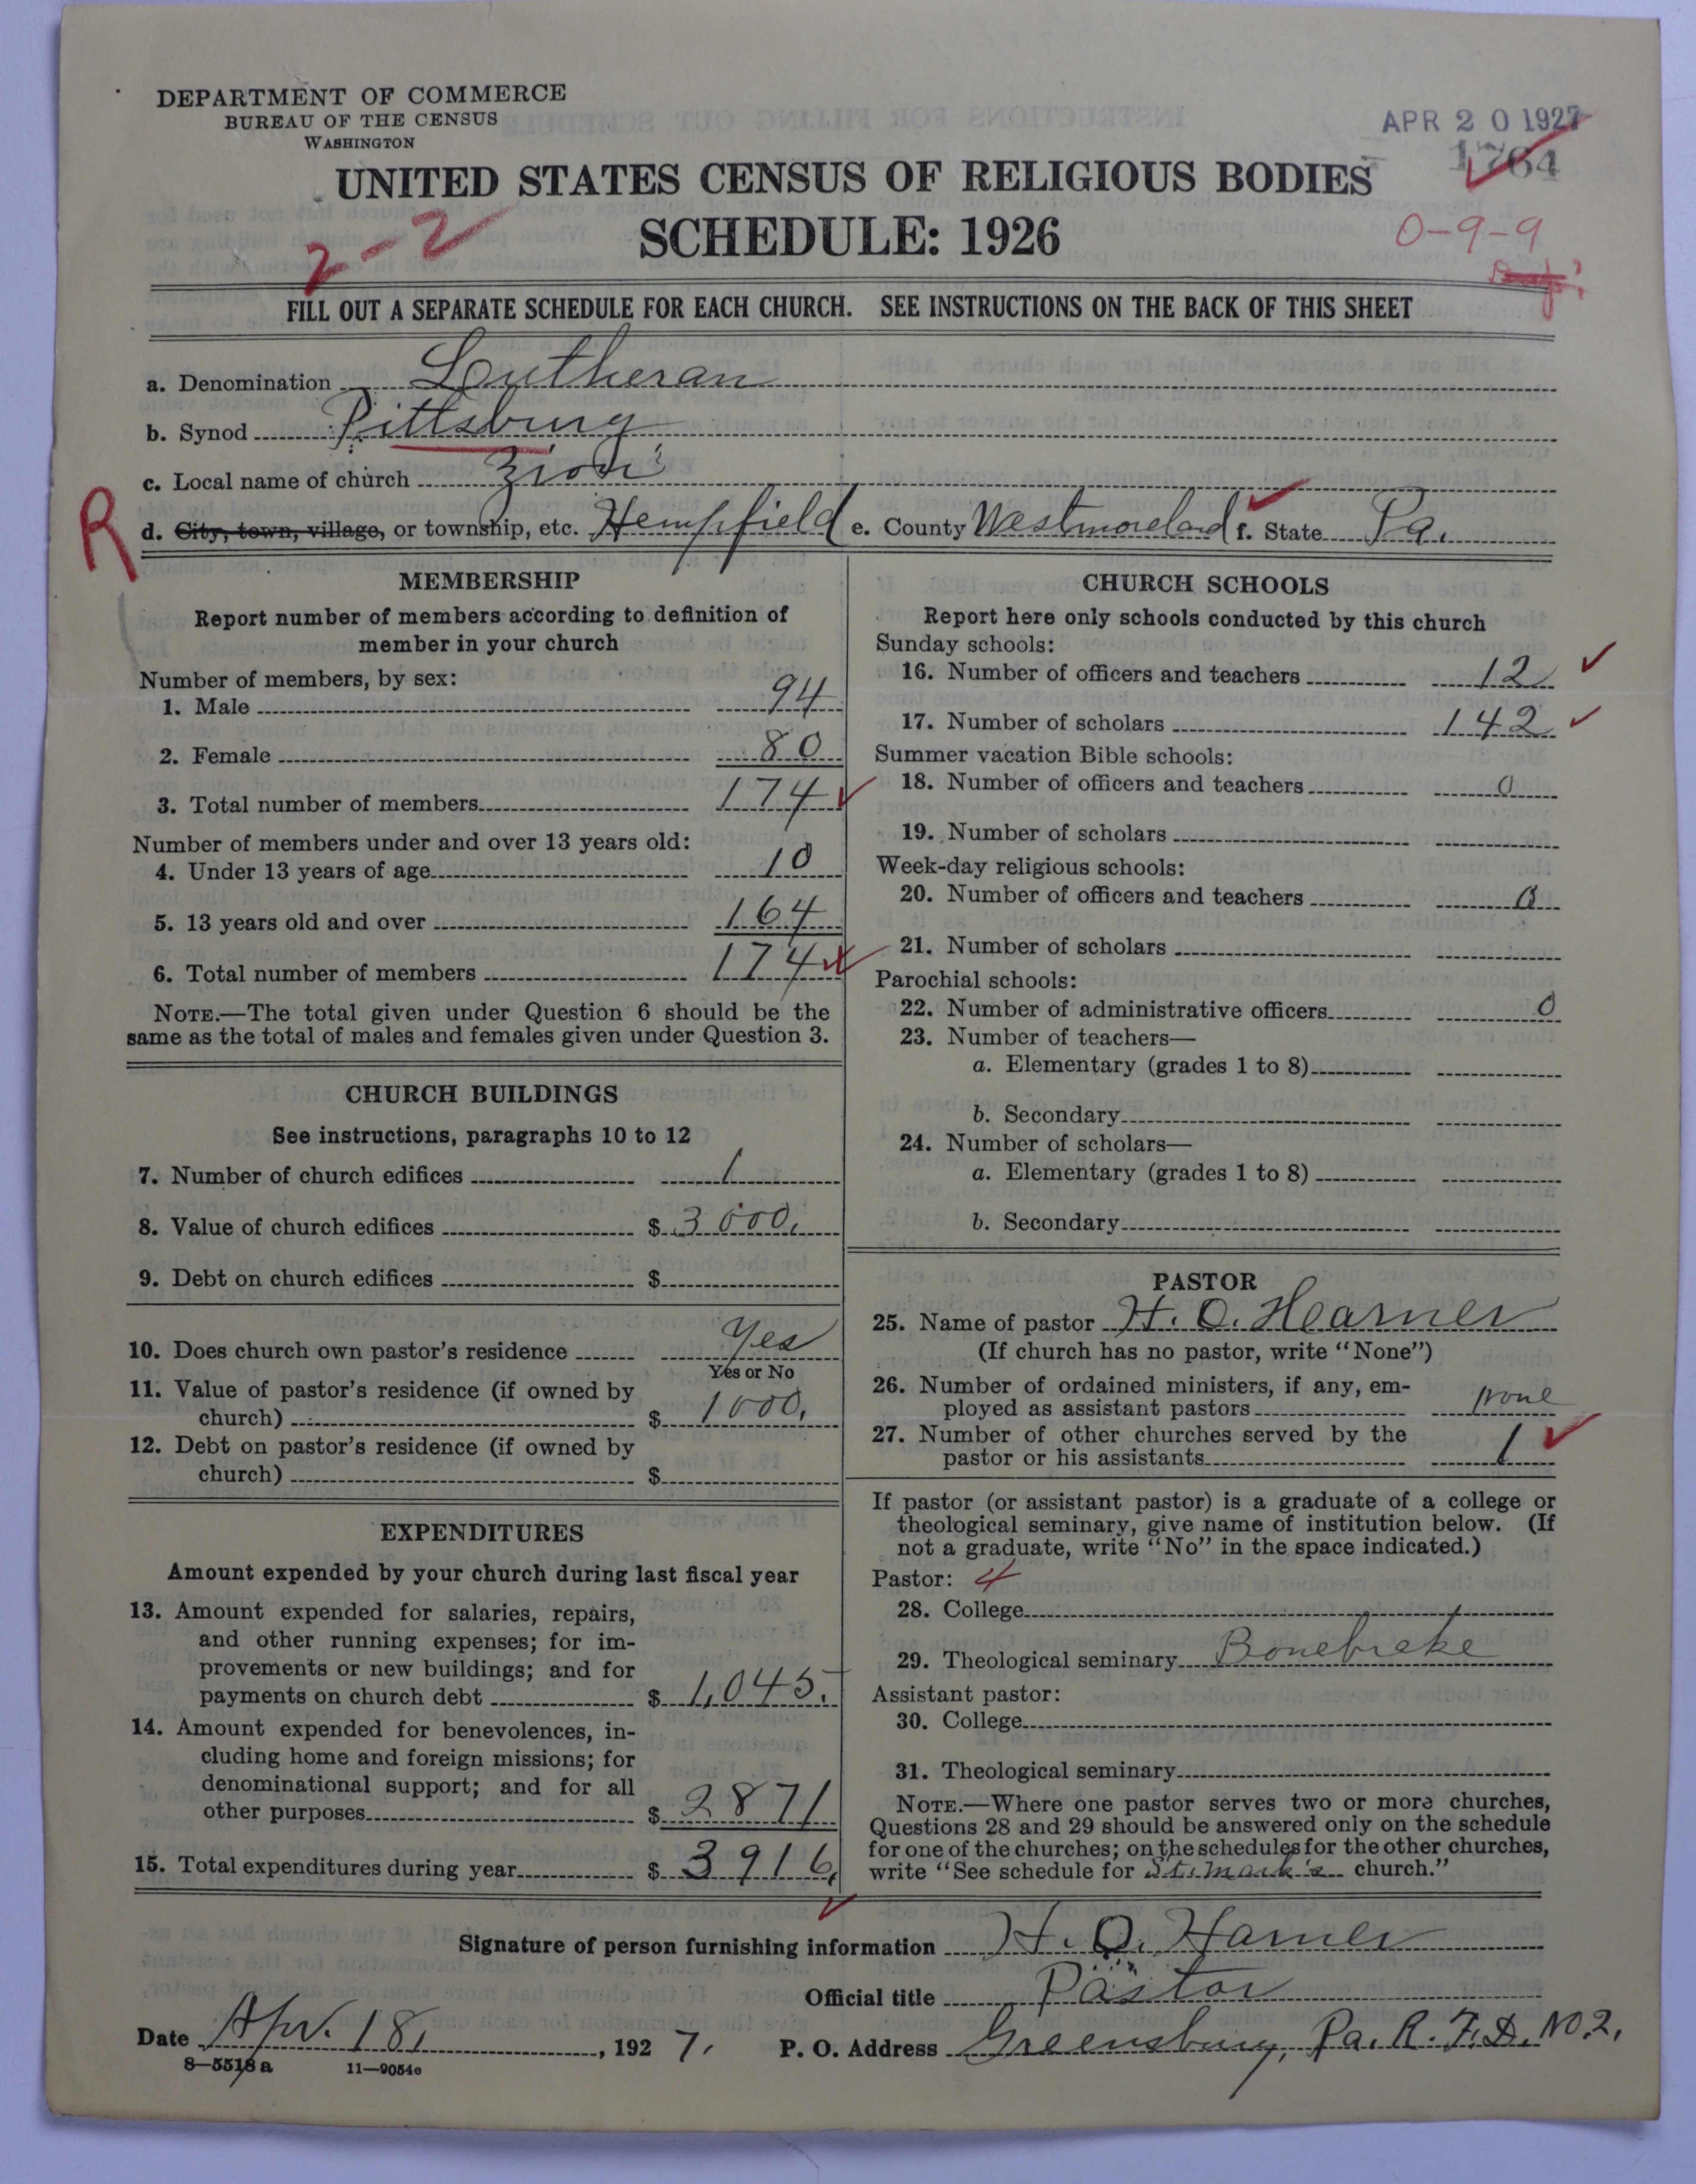 DEPARTMENT OF COMMERCE
BUREAU OF THE CENSUS
WASHINGTON
APR 20 1927
1764
UNITED STATES CENSUS OF RELIGIOUS BODIES
2-2
SCHEDULE: 1926
0-9-9
FILL OUT A SEPARATE SCHEDULE FOR EACH CHURCH. SEE INSTRUCTIONS ON THE BACK OF THIS SHEET
a. Denomination Lutheran
b. Synod Pittsburg
c. Local name of church Zion
R
d. City, town, village, or township, etc. Hempfield e. County Westmoreland f. State Pa.
MEMBERSHIP
Report number of members according to definition of
member in your church
Number of members, by sex:
1. Male 94
2. Female 80
3. Total number of members 174
Number of members under and over 13 years old:
4. Under 13 years of age 10
5. 13 years old and over 164
6. Total number of members 174
NOTE.—The total given under Question 6 should be the
same as the total of males and females given under Question 3.
CHURCH BUILDINGS
See instructions, paragraphs 10 to 12
7. Number of church edifices 1
8. Value of church edifices $ 3000.
9. Debt on church edifices $
10. Does church own pastor's residence Yes
Yes or No
11. Value of pastor's residence (if owned by
church) $ 1000.
12. Debt on pastor's residence (if owned by
church) $
EXPENDITURES
Amount expended by your church during last fiscal year
13. Amount expended for salaries, repairs,
and other running expenses; for im-
provements or new buildings; and for
payments on church debt $ 1,045.
14. Amount expended for benevolences, in-
cluding home and foreign missions; for
denominational support; and for all
other purposes $ 2871
15. Total expenditures during year $ 3916.
CHURCH SCHOOLS
Report here only schools conducted by this church
Sunday schools:
16. Number of officers and teachers 12
17. Number of scholars 142
Summer vacation Bible schools:
18. Number of officers and teachers 0
19. Number of scholars
Week-day religious schools:
20. Number of officers and teachers 0
21. Number of scholars
Parochial schools:
22. Number of administrative officers 0
23. Number of teachers—
a. Elementary (grades 1 to 8)
b. Secondary
24. Number of scholars—
a. Elementary (grades 1 to 8)
b. Secondary
PASTOR
25. Name of pastor H. O. Hearner
(If church has no pastor, write "None")
26. Number of ordained ministers, if any, em-
ployed as assistant pastors none
27. Number of other churches served by the
pastor or his assistants 1
If pastor (or assistant pastor) is a graduate of a college or
theological seminary, give name of institution below. (If
not a graduate, write "No" in the space indicated.)
Pastor: 4
28. College
29. Theological seminary Bonebreke
Assistant pastor:
30. College
31. Theological seminary
NOTE.—Where one pastor serves two or more churches,
Questions 28 and 29 should be answered only on the schedule
for one of the churches; on the schedules for the other churches,
write "See schedule for St. Mark's church."
Signature of person furnishing information H. O. Harner
Official title Pastor
Date Apr. 18, 1927. P. O. Address Greensburg, Pa. R. F. D. No. 2.
8—5518a 11—9054e